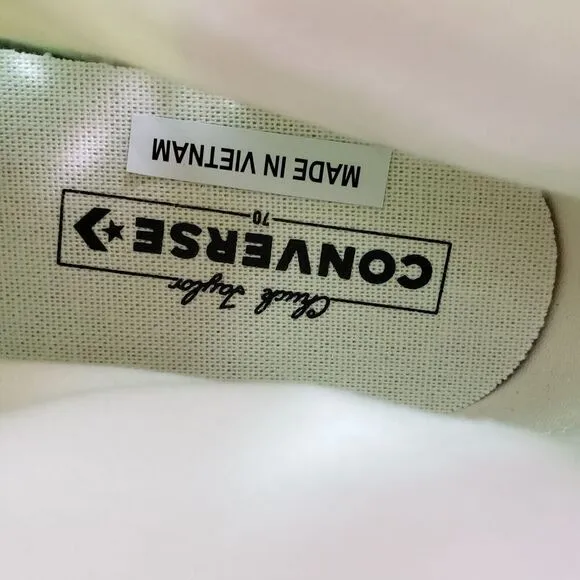 Chuck Taylor
CONVERSE
70
MADE IN VIETNAM